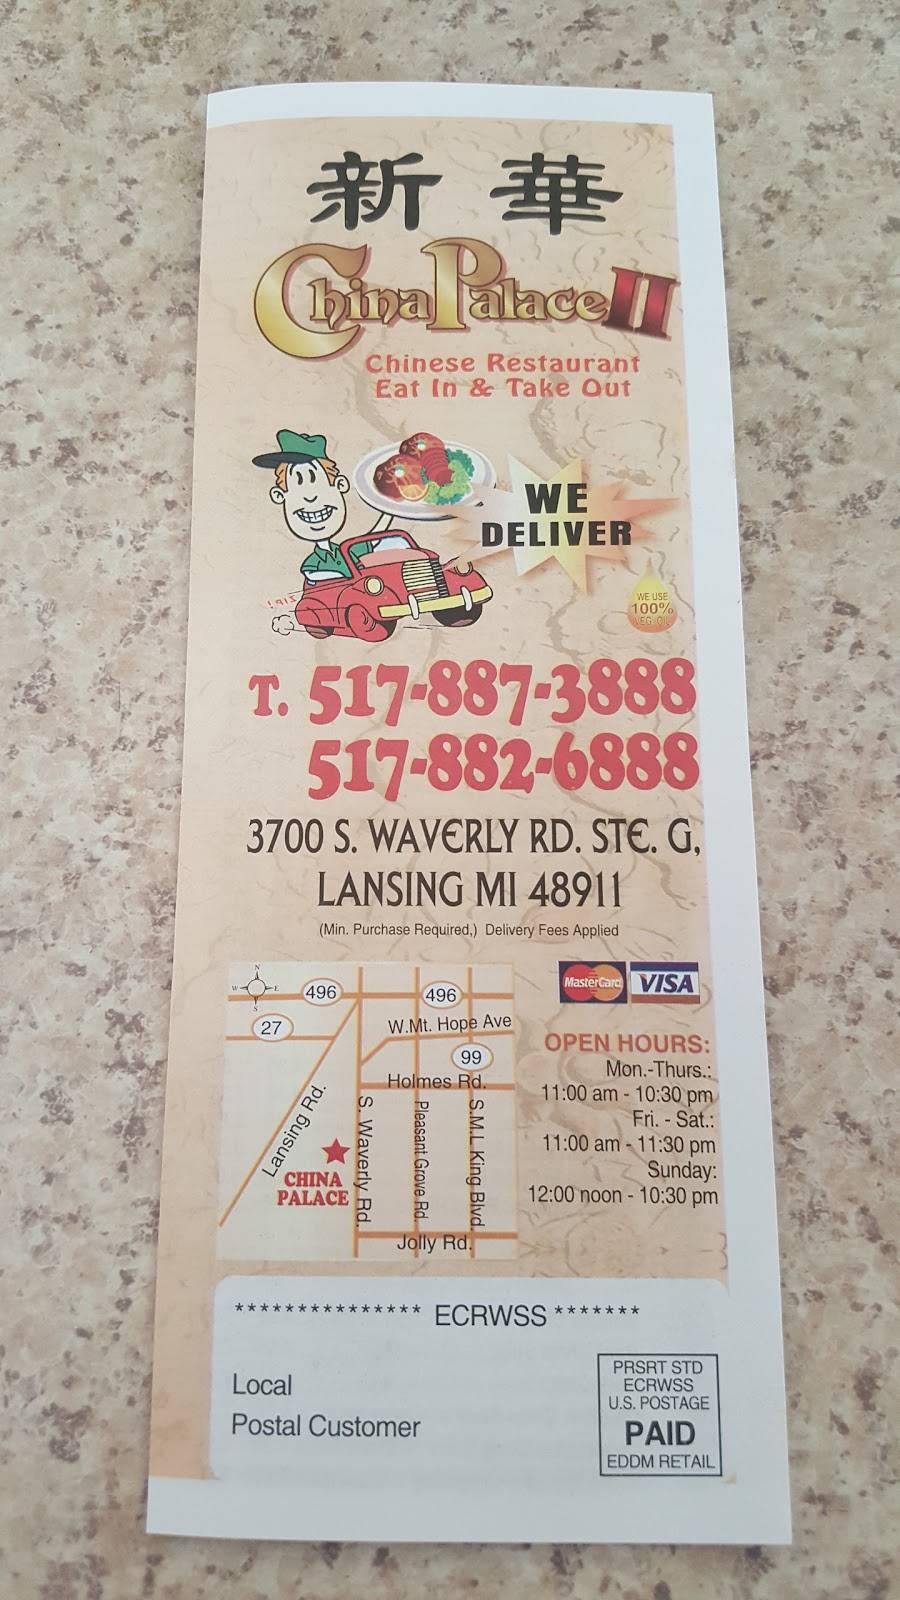 新 華
China Palace II
Chinese Restaurant
Eat In & Take Out
WE
DELIVER
WE USE
100%
VEG. OIL
T. 517-887-3888
517-882-6888
3700 S. WAVERLY RD. STE. G,
LANSING MI 48911
(Min. Purchase Required,) Delivery Fees Applied
MasterCard VISA
N
W E
S
496
496
27
W.Mt. Hope Ave
99
Holmes Rd.
Lansing Rd.
S. Waverly Rd.
Pleasant Grove Rd.
S.M.L King Blvd.
CHINA
PALACE
Jolly Rd.
OPEN HOURS:
Mon.-Thurs.:
11:00 am - 10:30 pm
Fri. - Sat.:
11:00 am - 11:30 pm
Sunday:
12:00 noon - 10:30 pm
*************** ECRWSS *******
Local
Postal Customer
PRSRT STD
ECRWSS
U.S. POSTAGE
PAID
EDDM RETAIL